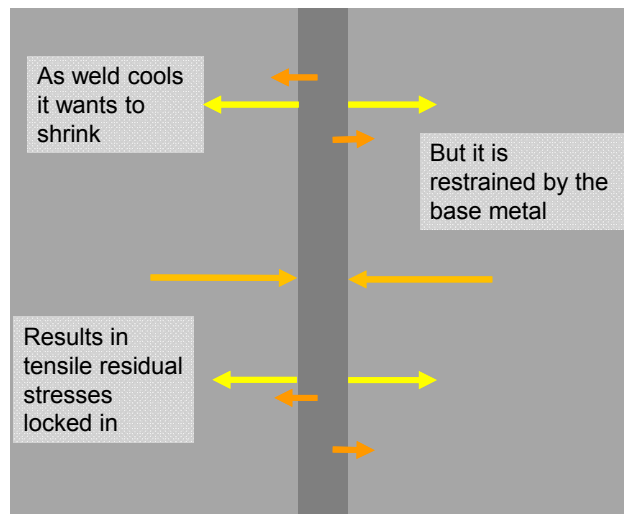 As weld cools
it wants to
shrink
But it is
restrained by the
base metal
Results in
tensile residual
stresses
locked in